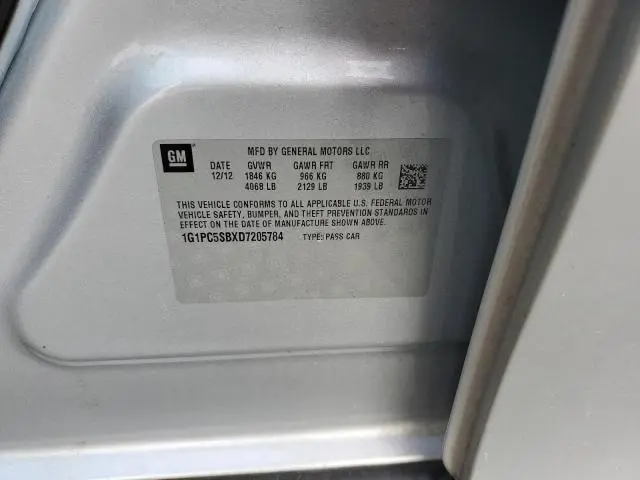 GM
MFD BY GENERAL MOTORS LLC
DATE GVWR GAWR FRT GAWR RR
12/12 1846 KG 966 KG 880 KG
4068 LB 2129 LB 1939 LB
THIS VEHICLE CONFORMS TO ALL APPLICABLE U.S. FEDERAL MOTOR
VEHICLE SAFETY, BUMPER, AND THEFT PREVENTION STANDARDS IN
EFFECT ON THE DATE OF MANUFACTURE SHOWN ABOVE.
1G1PC5SBXD7205784 TYPE: PASS CAR